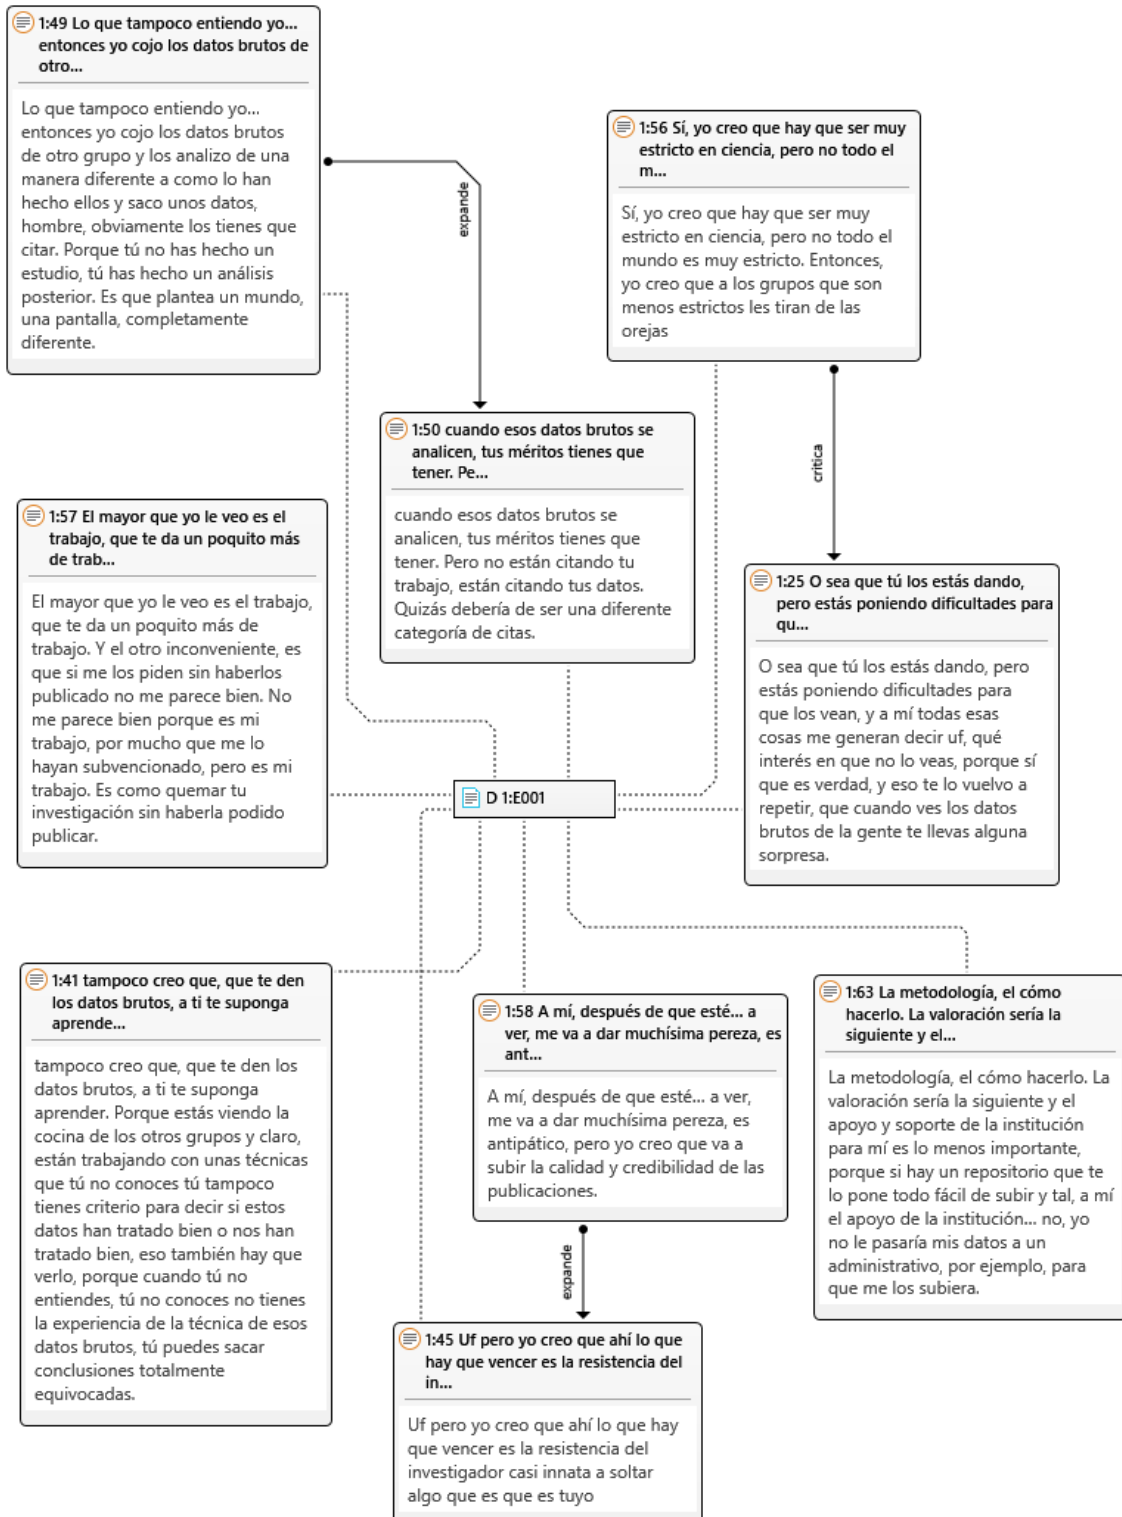 1:49 Lo que tampoco entiendo yo...
entonces yo cojo los datos brutos de
otro...
Lo que tampoco entiendo yo...
entonces yo cojo los datos brutos
de otro grupo y los analizo de una
manera diferente a como lo han
hecho ellos y saco unos datos,
hombre, obviamente los tienes que
citar. Porque tú no has hecho un
estudio, tú has hecho un análisis
posterior. Es que plantea un mundo,
una pantalla, completamente
diferente.
expande
1:56 Sí, yo creo que hay que ser muy
estricto en ciencia, pero no todo el
m...
Sí, yo creo que hay que ser muy
estricto en ciencia, pero no todo el
mundo es muy estricto. Entonces,
yo creo que a los grupos que son
menos estrictos les tiran de las
orejas
critica
1:50 cuando esos datos brutos se
analicen, tus méritos tienes que
tener. Pe...
cuando esos datos brutos se
analicen, tus méritos tienes que
tener. Pero no están citando tu
trabajo, están citando tus datos.
Quizás debería de ser una diferente
categoría de citas.
1:57 El mayor que yo le veo es el
trabajo, que te da un poquito más
de trab...
El mayor que yo le veo es el trabajo,
que te da un poquito más de
trabajo. Y el otro inconveniente, es
que si me los piden sin haberlos
publicado no me parece bien. No
me parece bien porque es mi
trabajo, por mucho que me lo
hayan subvencionado, pero es mi
trabajo. Es como quemar tu
investigación sin haberla podido
publicar.
1:25 O sea que tú los estás dando,
pero estás poniendo dificultades para
qu...
O sea que tú los estás dando, pero
estás poniendo dificultades para
que los vean, y a mí todas esas
cosas me generan decir uf, qué
interés en que no lo veas, porque sí
que es verdad, y eso te lo vuelvo a
repetir, que cuando ves los datos
brutos de la gente te llevas alguna
sorpresa.
D 1:E001
1:41 tampoco creo que, que te den
los datos brutos, a ti te suponga
aprende...
tampoco creo que, que te den los
datos brutos, a ti te suponga
aprender. Porque estás viendo la
cocina de los otros grupos y claro,
están trabajando con unas técnicas
que tú no conoces tú tampoco
tienes criterio para decir si estos
datos han tratado bien o nos han
tratado bien, eso también hay que
verlo, porque cuando tú no
entiendes, tú no conoces no tienes
la experiencia de la técnica de esos
datos brutos, tú puedes sacar
conclusiones totalmente
equivocadas.
1:58 A mí, después de que esté... a
ver, me va a dar muchísima pereza, es
ant...
A mí, después de que esté... a ver,
me va a dar muchísima pereza, es
antipático, pero yo creo que va a
subir la calidad y credibilidad de las
publicaciones.
expande
1:63 La metodología, el cómo
hacerlo. La valoración sería la
siguiente y el...
La metodología, el cómo hacerlo. La
valoración sería la siguiente y el
apoyo y soporte de la institución
para mí es lo menos importante,
porque si hay un repositorio que te
lo pone todo fácil de subir y tal, a mí
el apoyo de la institución... no, yo
no le pasaría mis datos a un
administrativo, por ejemplo, para
que me los subiera.
1:45 Uf pero yo creo que ahí lo que
hay que vencer es la resistencia del
in...
Uf pero yo creo que ahí lo que hay
que vencer es la resistencia del
investigador casi innata a soltar
algo que es que es tuyo